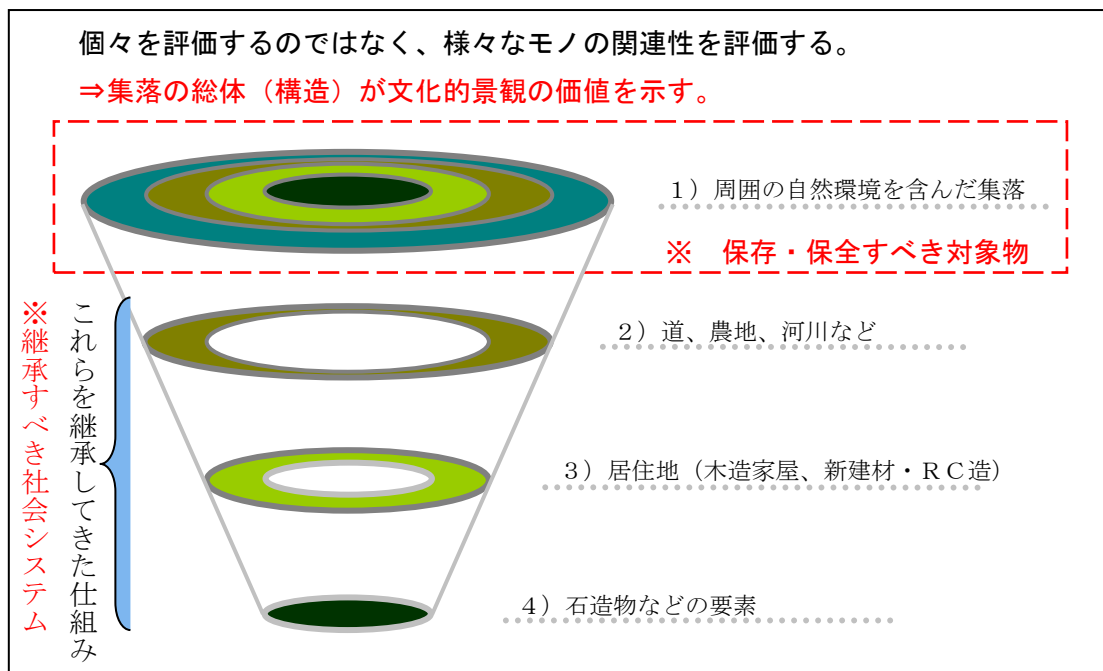 個々を評価するのではなく、様々なモノの関連性を評価する。
⇒集落の総体（構造）が文化的景観の価値を示す。
１）周囲の自然環境を含んだ集落
※　保存・保全すべき対象物
２）道、農地、河川など
３）居住地（木造家屋、新建材・ＲＣ造）
４）石造物などの要素
これらを継承してきた仕組み
※継承すべき社会システム